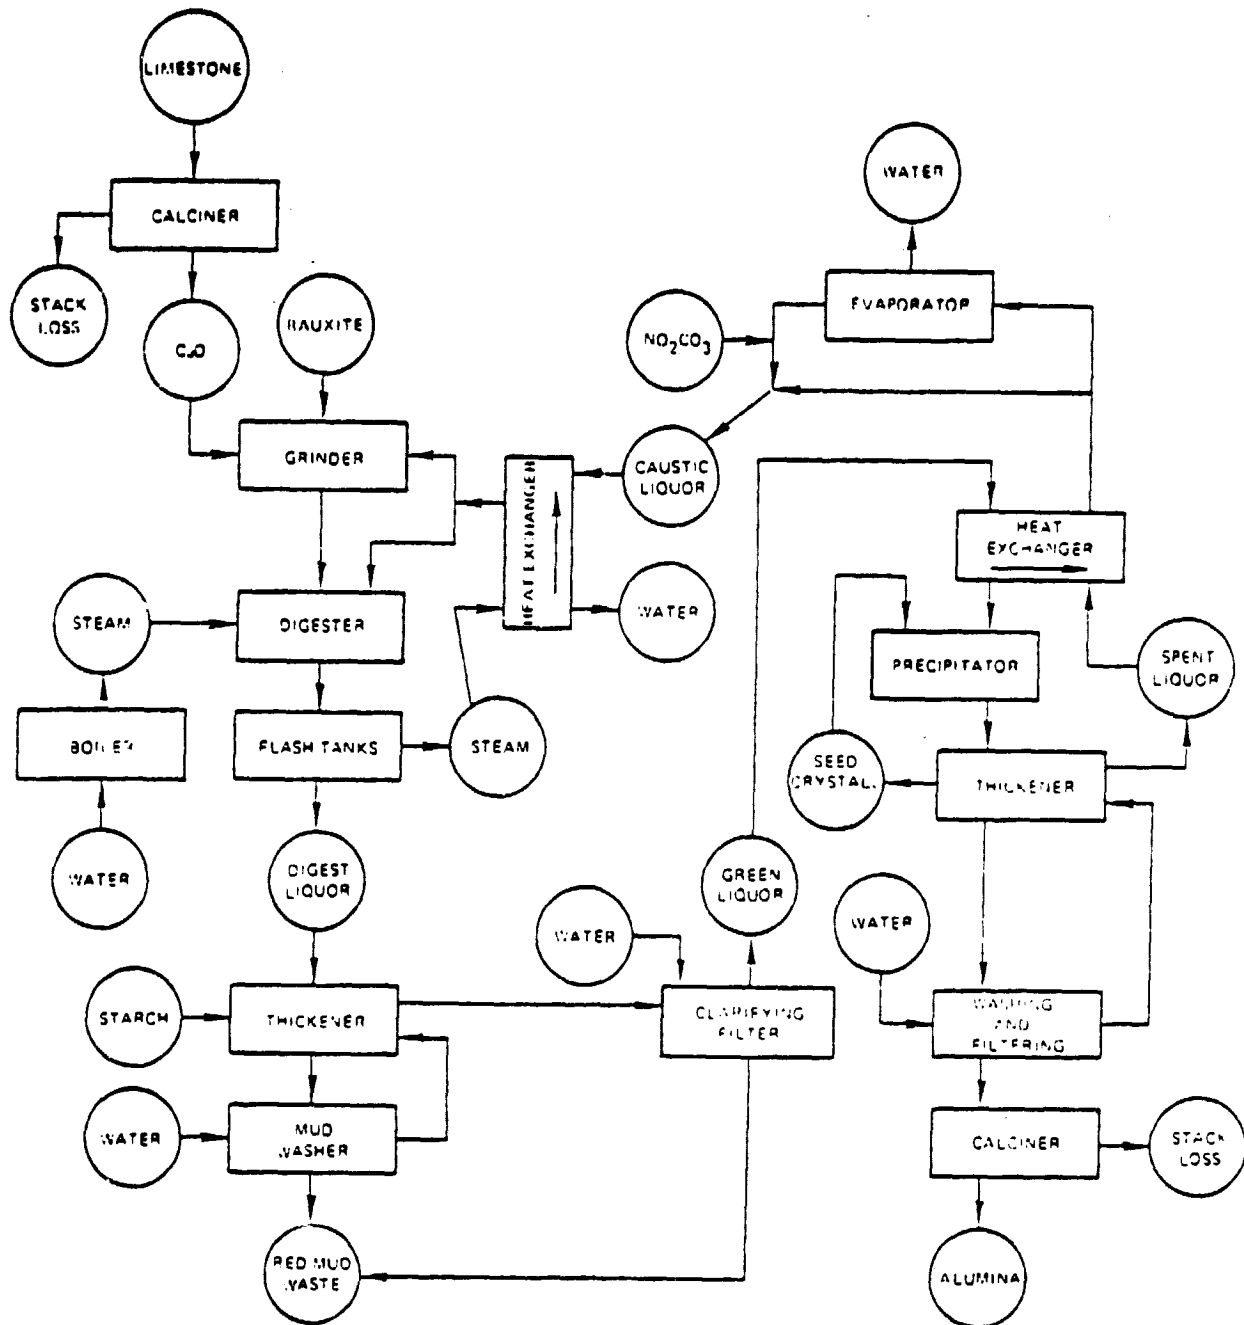 LIMESTONE
CALCINER
STACK
LOSS
CaO
BAUXITE
GRINDER
HEAT EXCHANGER
CAUSTIC
LIQUOR
WATER
EVAPORATOR
NO2CO3
WATER
STEAM
DIGESTER
BOILER
FLASH TANKS
STEAM
WATER
DIGEST
LIQUOR
STARCH
THICKENER
WATER
MUD
WASHER
RED MUD
WASTE
WATER
CLARIFYING
FILTER
GREEN
LIQUOR
HEAT
EXCHANGER
PRECIPITATOR
SPENT
LIQUOR
SEED
CRYSTALS
THICKENER
WATER
WASHING
AND
FILTERING
CALCINER
STACK
LOSS
ALUMINA